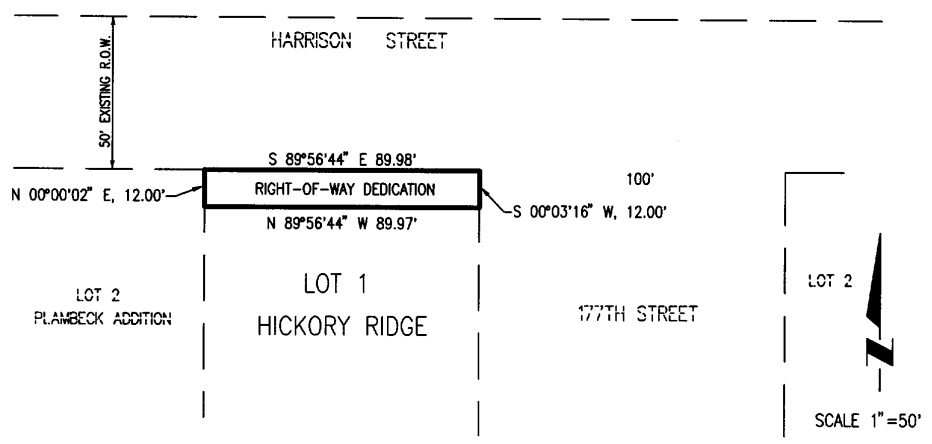 HARRISON STREET
50' EXISTING R.O.W.
S 89°56'44" E 89.98'
N 00°00'02" E, 12.00'
RIGHT-OF-WAY DEDICATION
100'
S 00°03'16" W, 12.00'
N 89°56'44" W 89.97'
LOT 2
PLAMBECK ADDITION
LOT 1
HICKORY RIDGE
177TH STREET
LOT 2
N
SCALE 1"=50'